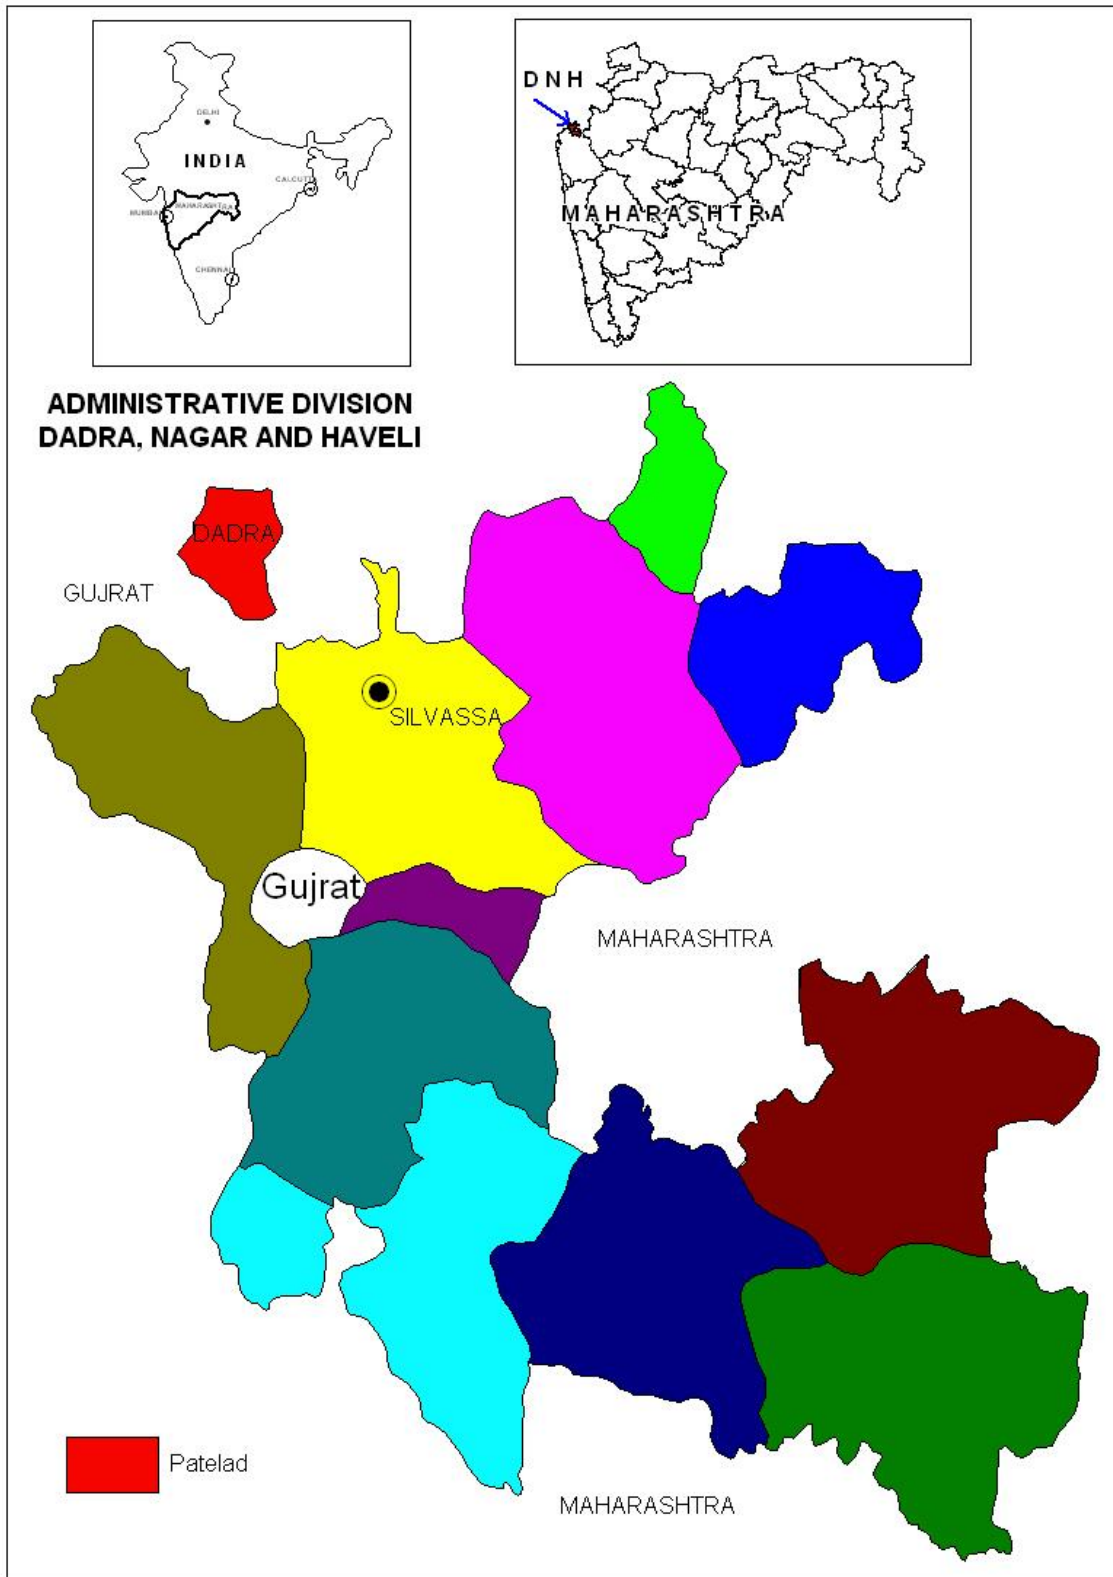 DELHI
INDIA
CALCUTTA
MAHARASHTRA
MUMBAI
CHENNAI
DNH
MAHARASHTRA
ADMINISTRATIVE DIVISION
DADRA, NAGAR AND HAVELI
DADRA
GUJRAT
SILVASSA
Gujrat
MAHARASHTRA
Patelad
MAHARASHTRA